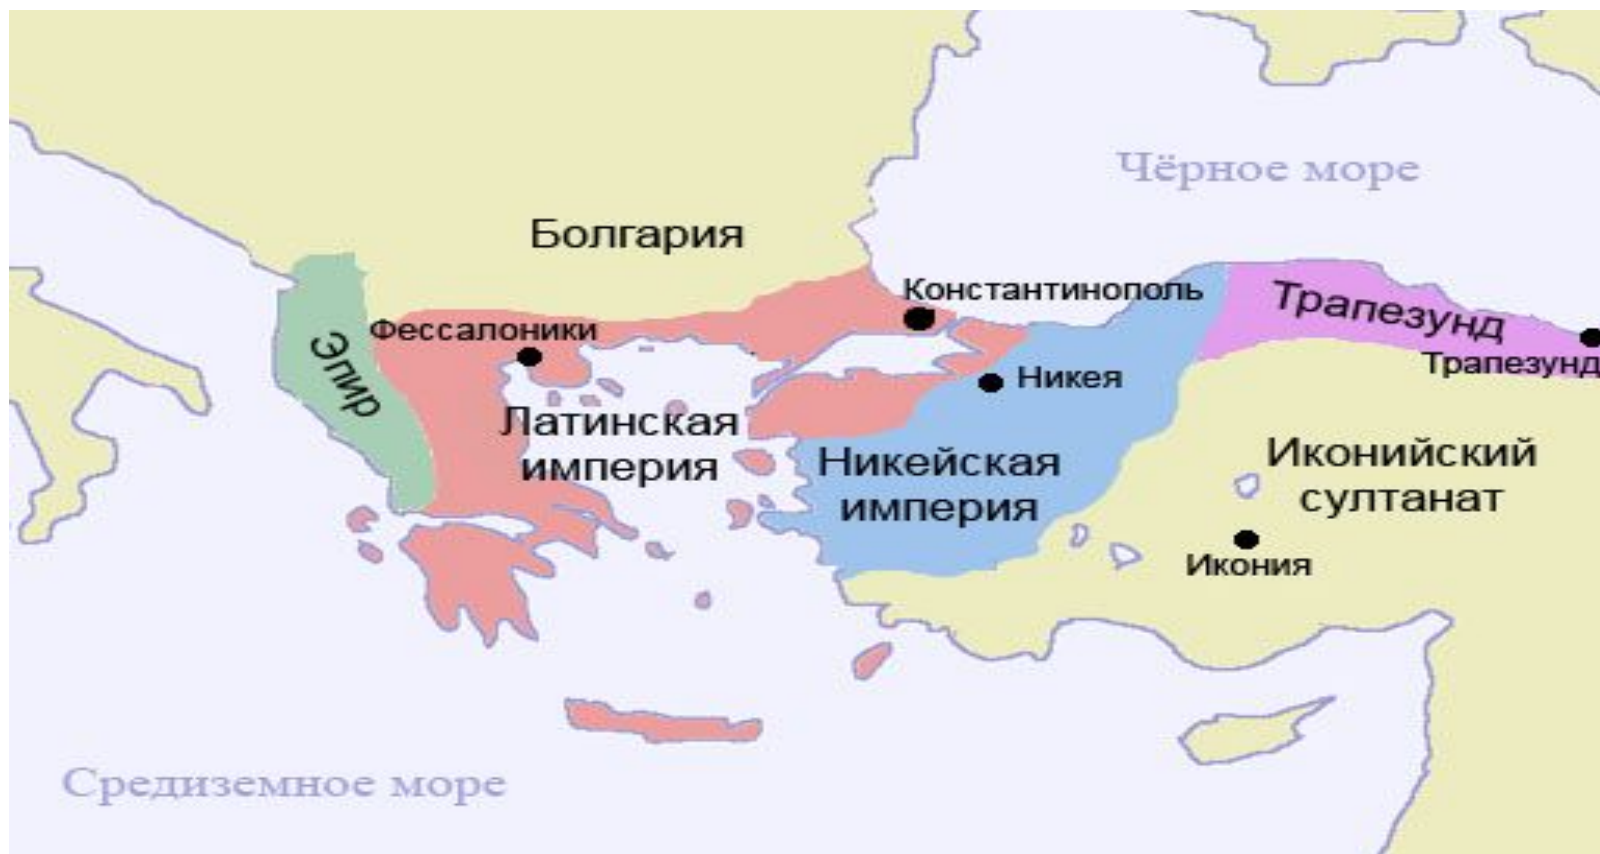 Чёрное море
Болгария
Константинополь
Трапезунд
Фессалоники
Эпир
Трапезунд
Никея
Латинская
империя
Никейская
империя
Иконийский
султанат
Икония
Средиземное море